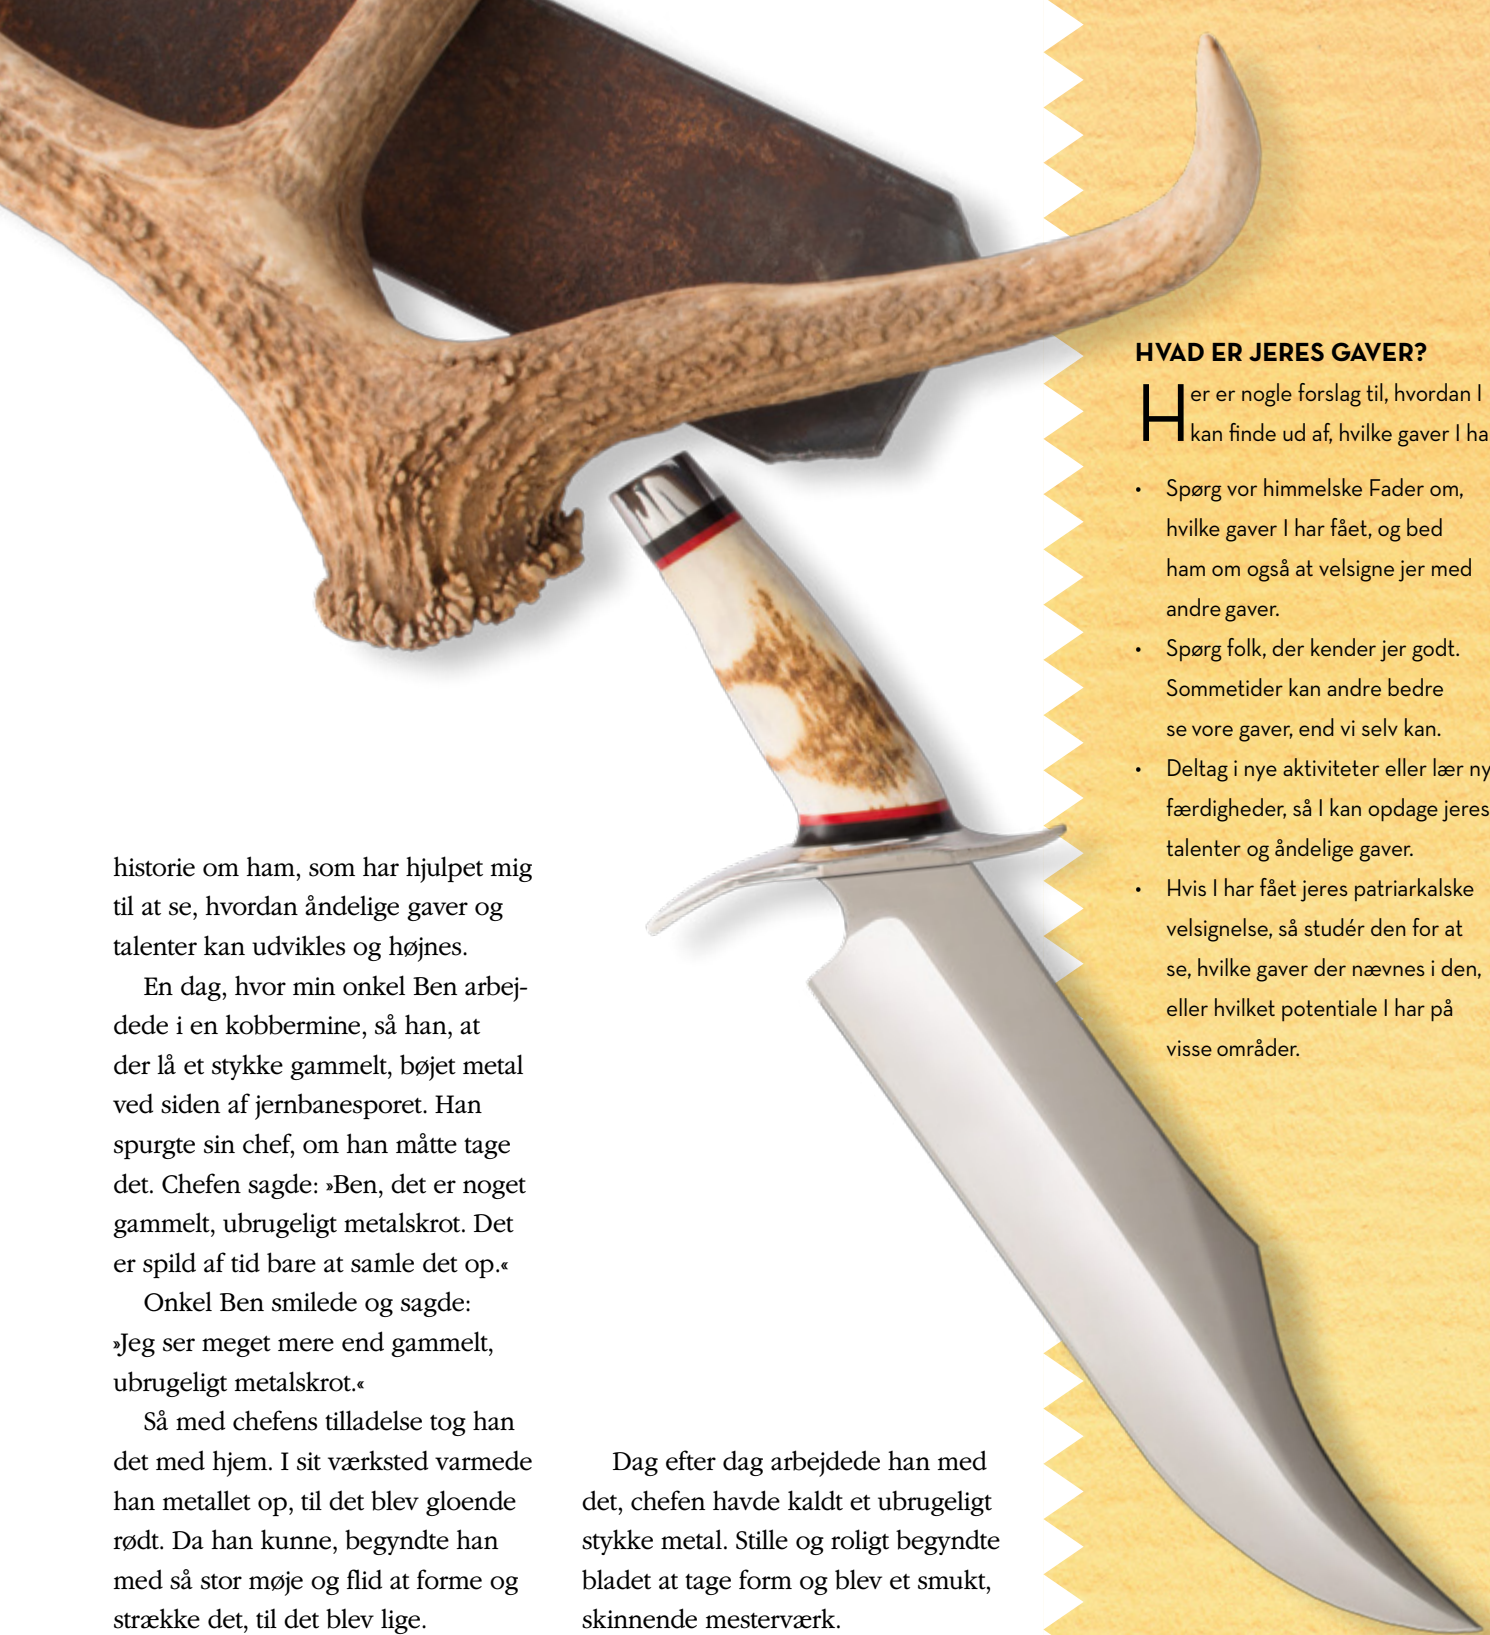 historie om ham, som har hjulpet mig
til at se, hvordan åndelige gaver og
talenter kan udvikles og højnes.
En dag, hvor min onkel Ben arbej-
dede i en kobbermine, så han, at
der lå et stykke gammelt, bøjet metal
ved siden af jernbanesporet. Han
spurgte sin chef, om han måtte tage
det. Chefen sagde: »Ben, det er noget
gammelt, ubrugeligt metalskrot. Det
er spild af tid bare at samle det op.«
Onkel Ben smilede og sagde:
»Jeg ser meget mere end gammelt,
ubrugeligt metalskrot.«
Så med chefens tilladelse tog han
det med hjem. I sit værksted varmede
han metallet op, til det blev gloende
rødt. Da han kunne, begyndte han
med så stor møje og flid at forme og
strække det, til det blev lige.
Dag efter dag arbejdede han med
det, chefen havde kaldt et ubrugeligt
stykke metal. Stille og roligt begyndte
bladet at tage form og blev et smukt,
skinnende mesterværk.
HVAD ER JERES GAVER?
Her er nogle forslag til, hvordan I
kan finde ud af, hvilke gaver I ha
• Spørg vor himmelske Fader om,
hvilke gaver I har fået, og bed
ham om også at velsigne jer med
andre gaver.
• Spørg folk, der kender jer godt.
Sommetider kan andre bedre
se vore gaver, end vi selv kan.
• Deltag i nye aktiviteter eller lær ny
færdigheder, så I kan opdage jeres
talenter og åndelige gaver.
• Hvis I har fået jeres patriarkalske
velsignelse, så studér den for at
se, hvilke gaver der nævnes i den,
eller hvilket potentiale I har på
visse områder.